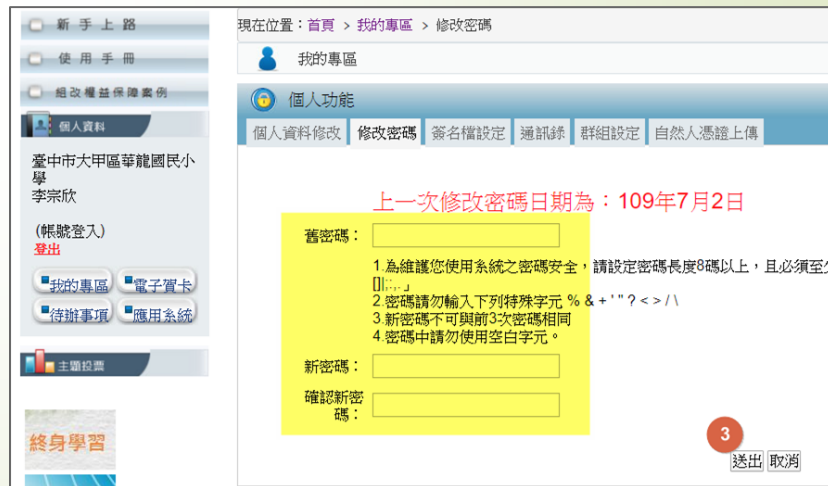 新手上路
使用手冊
組改權益保障案例
個人資料
臺中市大甲區華龍國民小
學
李宗欣
(帳號登入)
登出
我的專區 電子賀卡
待辦事項 應用系統
主題投票
終身學習
現在位置：首頁 > 我的專區 > 修改密碼
我的專區
個人功能
個人資料修改 修改密碼 簽名檔設定 通訊錄 群組設定 自然人憑證上傳
上一次修改密碼日期為：109年7月2日
舊密碼：
1.為維護您使用系統之密碼安全，請設定密碼長度8碼以上，且必須至少
[]|;:,.」
2.密碼請勿輸入下列特殊字元 % & + ' " ? < > / \
3.新密碼不可與前3次密碼相同
4.密碼中請勿使用空白字元。
新密碼：
確認新密
碼：
3
送出 取消